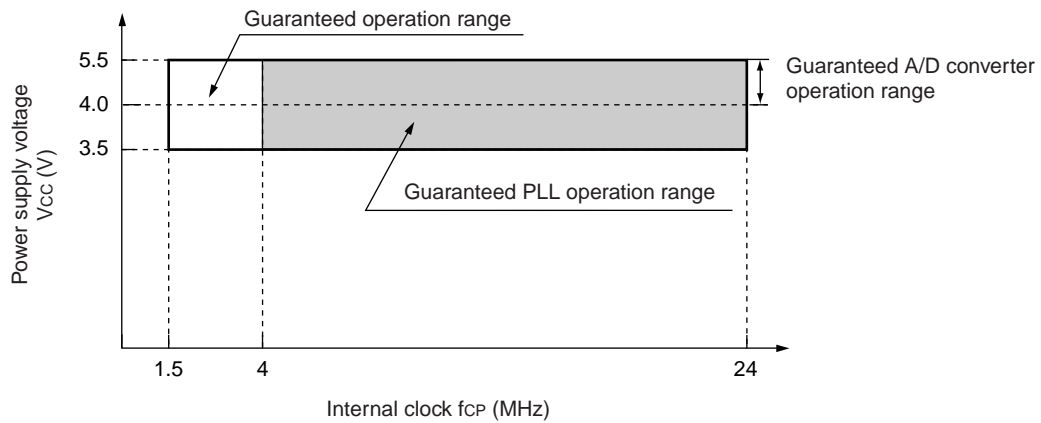 Guaranteed operation range
5.5
4.0
3.5
Power supply voltage
VCC (V)
Guaranteed A/D converter
operation range
Guaranteed PLL operation range
1.5
4
24
Internal clock fCP (MHz)